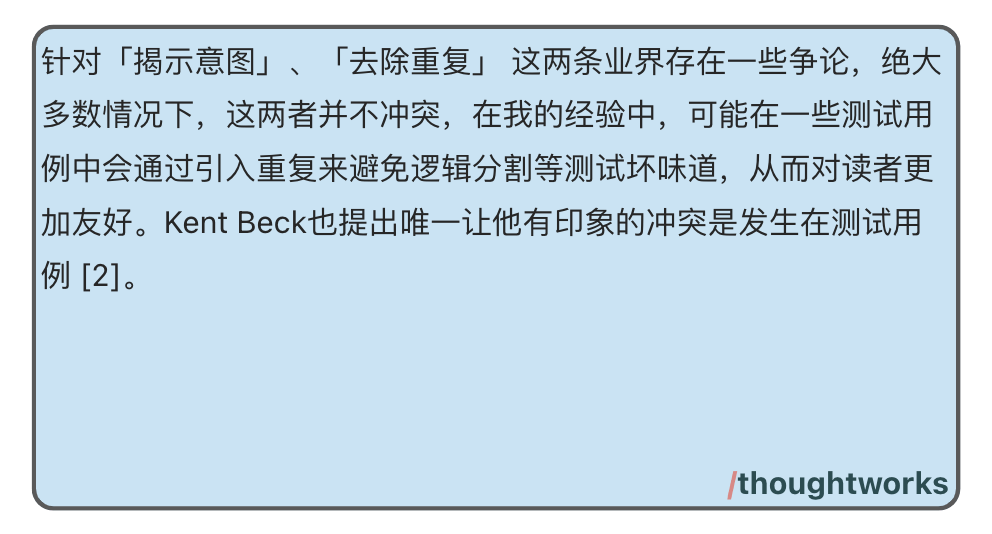 针对「揭示意图」、「去除重复」 这两条业界存在一些争论，绝大
多数情况下，这两者并不冲突，在我的经验中，可能在一些测试用
例中会通过引入重复来避免逻辑分割等测试坏味道，从而对读者更
加友好。Kent Beck也提出唯一让他有印象的冲突是发生在测试用
例 [2]。
/thoughtworks